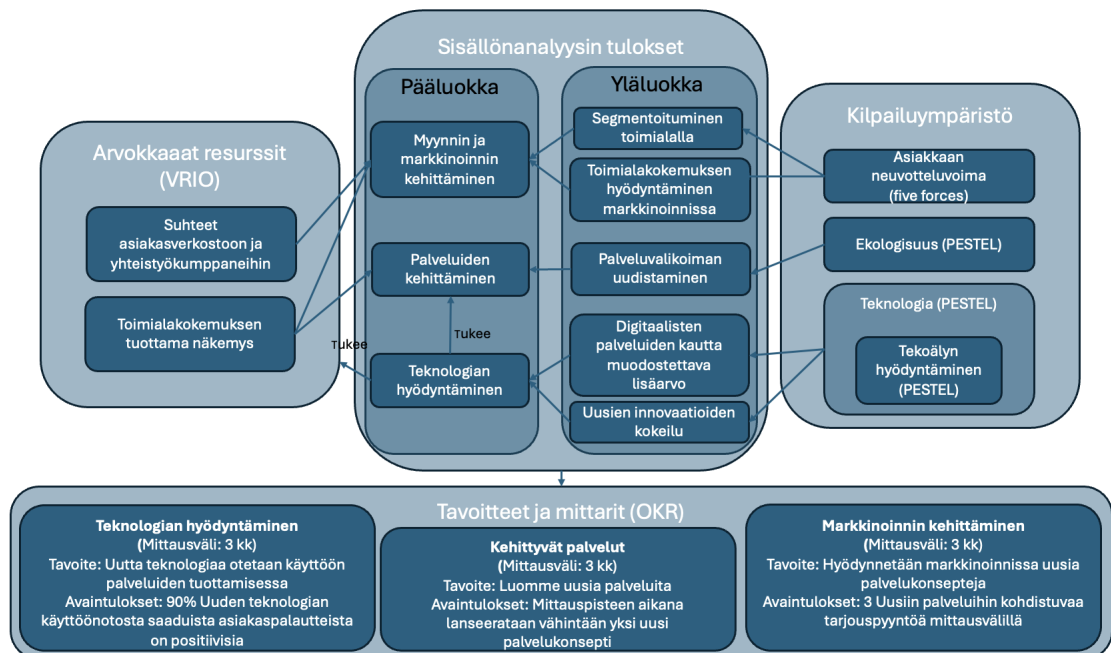 Sisällönanalyysin tulokset
Pääluokka
Yläluokka
Arvokkaaat resurssit
(VRIO)
Suhteet
asiakasverkostoon ja
yhteistyökumppaneihin
Toimialakokemuksen
tuottama näkemys
Tukee
Myynnin ja
markkinoinnin
kehittäminen
Palveluiden
kehittäminen
Tukee
Teknologian
hyödyntäminen
Segmentoituminen
toimialalla
Toimialakokemuksen
hyödyntäminen
markkinoinnissa
Palveluvalikoiman
uudistaminen
Digitaalisten
palveluiden kautta
muodostettava
lisäarvo
Uusien innovaatioiden
kokeilu
Kilpailuympäristö
Asiakkaan
neuvotteluvoima
(five forces)
Ekologisuus (PESTEL)
Teknologia (PESTEL)
Tekoälyn
hyödyntäminen
(PESTEL)
Tavoitteet ja mittarit (OKR)
Teknologian hyödyntäminen
(Mittausväli: 3 kk)
Tavoite: Uutta teknologiaa otetaan käyttöön
palveluiden tuottamisessa
Avaintulokset: 90% Uuden teknologian
käyttöönotosta saaduista asiakaspalautteista
on positiivisia
Kehittyvät palvelut
(Mittausväli: 3 kk)
Tavoite: Luomme uusia palveluita
Avaintulokset: Mittauspisteen aikana
lanseerataan vähintään yksi uusi
palvelukonsepti
Markkinoinnin kehittäminen
(Mittausväli: 3 kk)
Tavoite: Hyödynnetään markkinoinnissa uusia
palvelukonsepteja
Avaintulokset: 3 Uusiin palveluihin kohdistuvaa
tarjouspyyntöä mittausvälillä